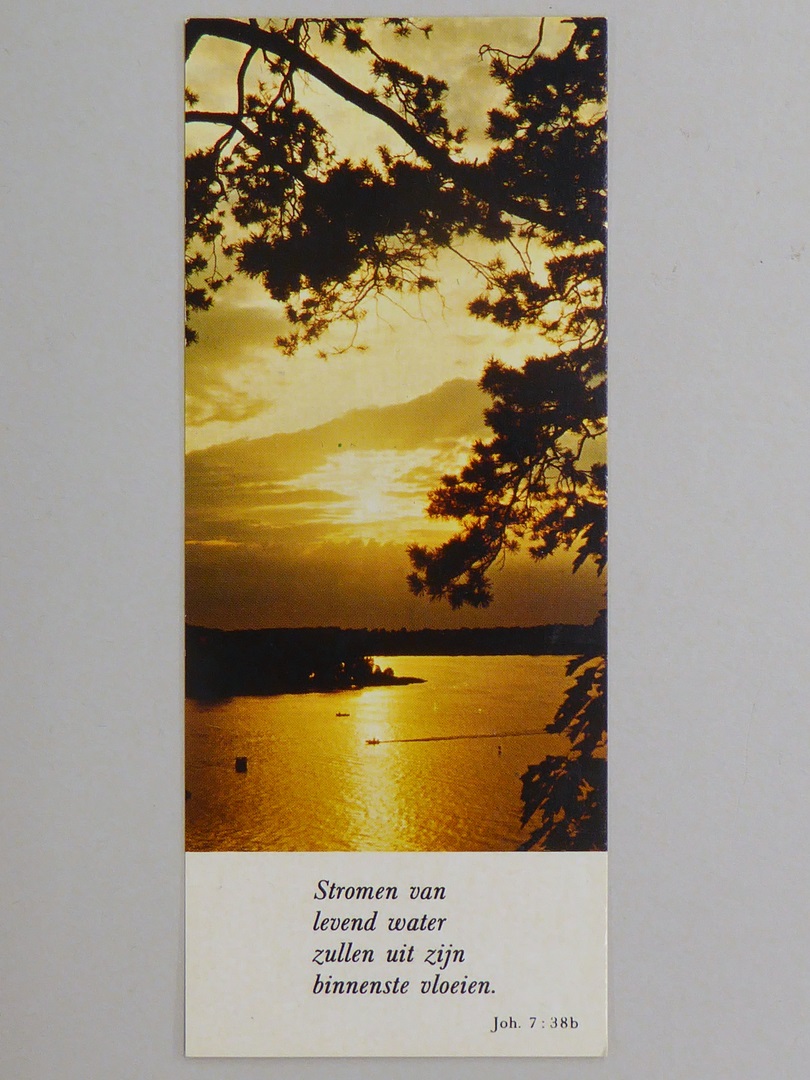 Stromen van
levend water
zullen uit zijn
binnenste vloeien.
Joh. 7:38b